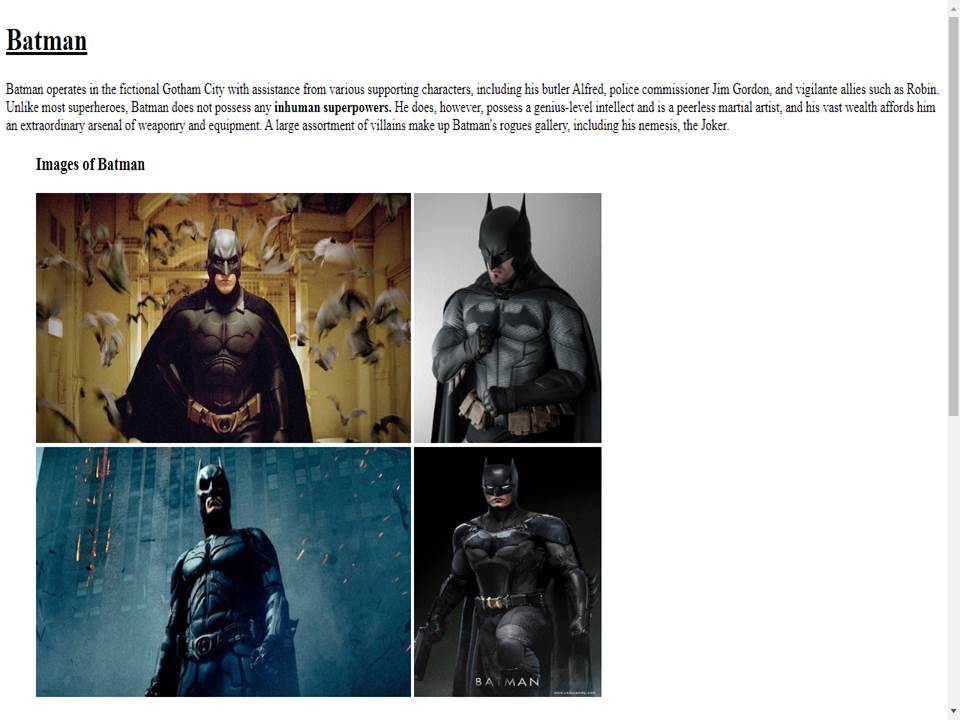 Batman
Batman operates in the fictional Gotham City with assistance from various supporting characters, including his butler Alfred, police commissioner Jim Gordon, and vigilante allies such as Robin.
Unlike most superheroes, Batman does not possess any inhuman superpowers. He does, however, possess a genius-level intellect and is a peerless martial artist, and his vast wealth affords him
an extraordinary arsenal of weaponry and equipment. A large assortment of villains make up Batman's rogues gallery, including his nemesis, the Joker.
Images of Batman
BATMAN